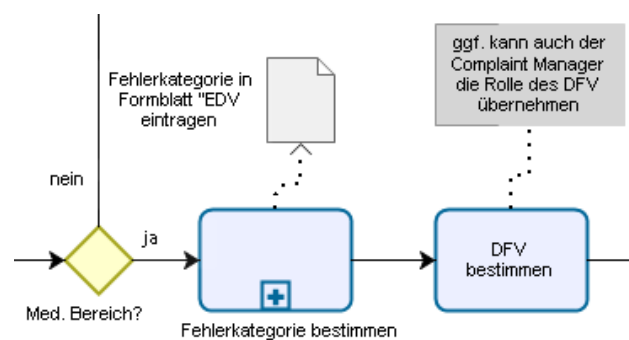 Fehlerkategorie in
Formblatt "EDV
eintragen
ggf. kann auch der
Complaint Manager
die Rolle des DFV
übernehmen
nein
ja
DFV
bestimmen
Med. Bereich?
Fehlerkategorie bestimmen